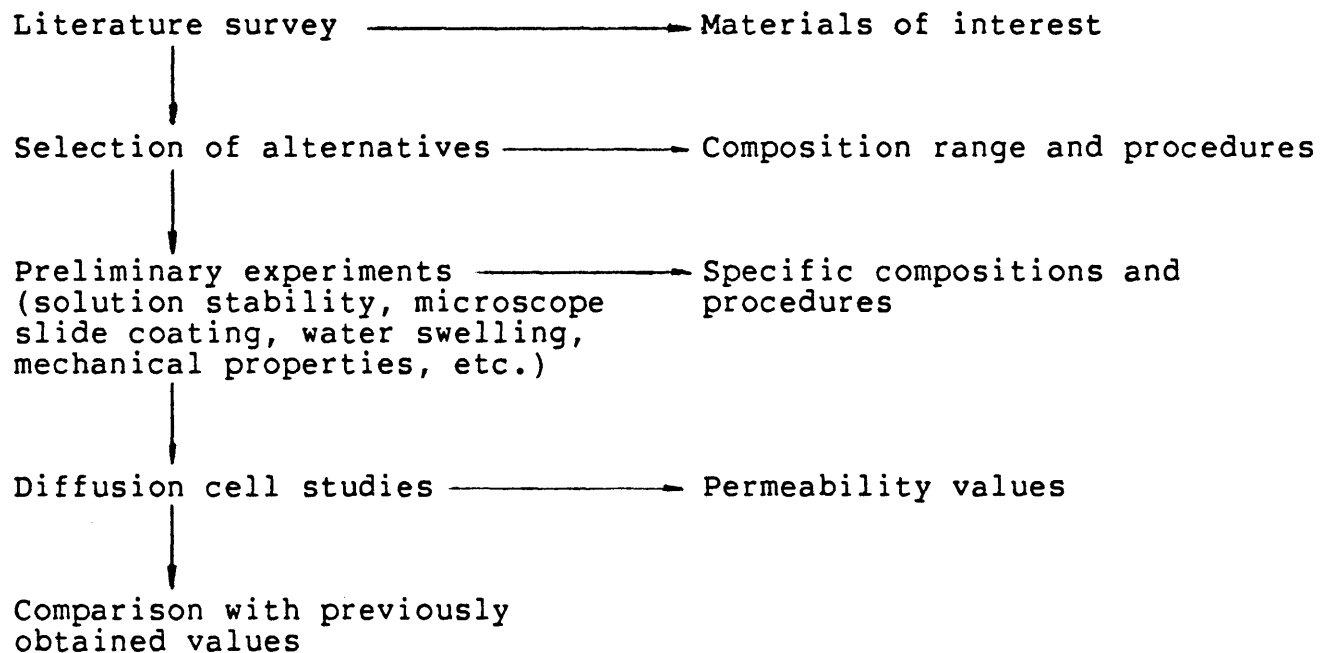 Literature survey
Materials of interest
Selection of alternatives
Composition range and procedures
Preliminary experiments
(solution stability, microscope
slide coating, water swelling,
mechanical properties, etc.)
Specific compositions and
procedures
Diffusion cell studies
Permeability values
Comparison with previously
obtained values